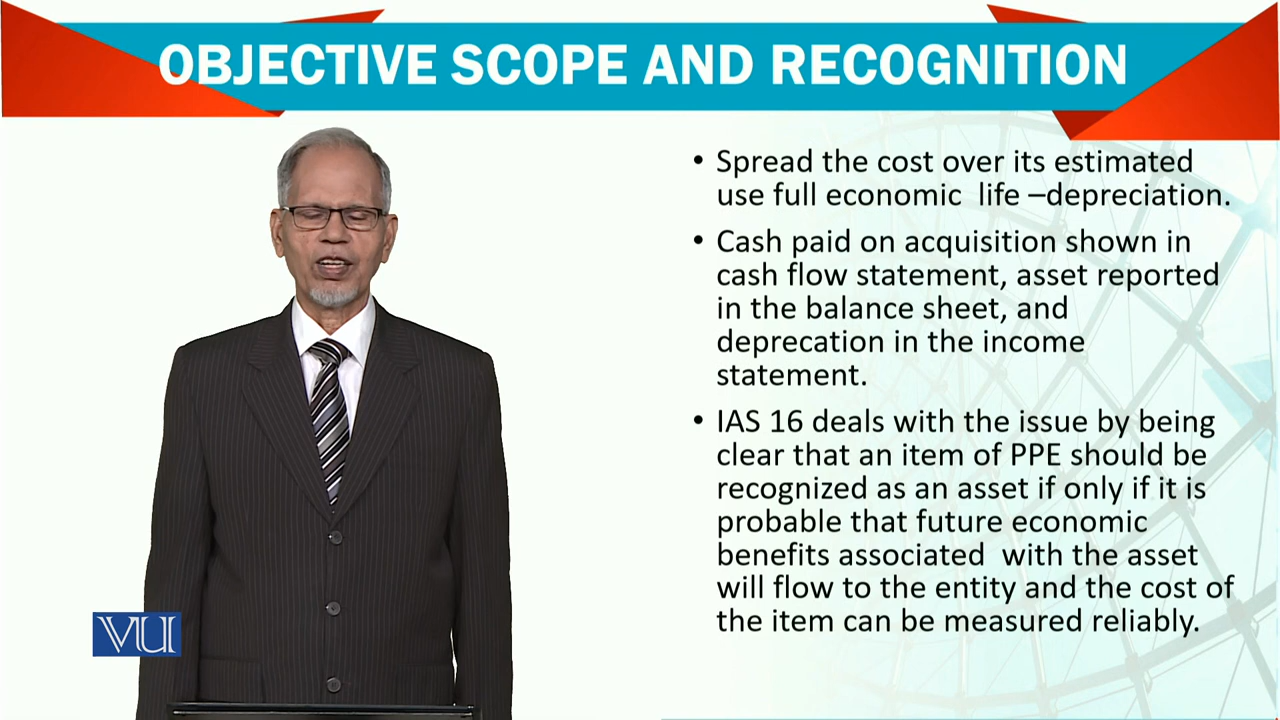 OBJECTIVE SCOPE AND RECOGNITION
• Spread the cost over its estimated
use full economic life –depreciation.
• Cash paid on acquisition shown in
cash flow statement, asset reported
in the balance sheet, and
deprecation in the income
statement.
• IAS 16 deals with the issue by being
clear that an item of PPE should be
recognized as an asset if only if it is
probable that future economic
benefits associated with the asset
will flow to the entity and the cost of
the item can be measured reliably.
VU